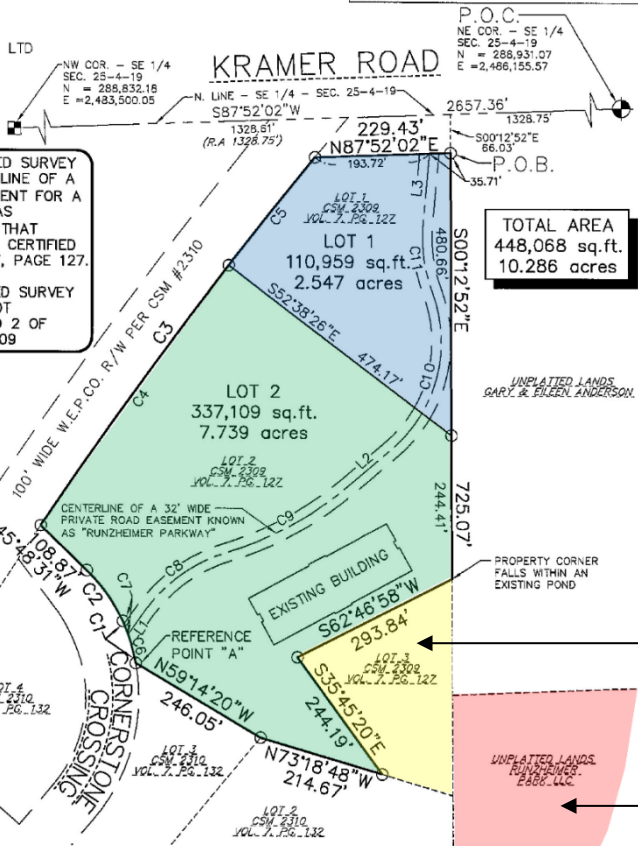 P.O.C.
NE COR. - SE 1/4
SEC. 25-4-19
N = 288,931.07
E =2,486,155.57
LTD
NW COR. - SE 1/4
SEC. 25-4-19
N = 288,832.18
E =2,483,500.05
KRAMER ROAD
N. LINE - SE 1/4 - SEC. 25-4-19
S87°52'02"W
2657.36'
1328.61'
(R.A 1328.75')
1328.75'
229.43'
N87°52'02"E
S00°12'52"E
66.03'
193.72'
P.O.B.
35.71'
ED SURVEY
LINE OF A
MENT FOR A
AS
THAT
CERTIFIED
, PAGE 127.
ED SURVEY
OT
2 OF
09
L3
C5
LOT 1
CSM 2309
VOL. 7, PG. 127
LOT 1
110,959 sq.ft.
2.547 acres
C11
480.66'
S00°12'52"E
TOTAL AREA
448,068 sq.ft.
10.286 acres
100' WIDE W.E.P.CO. R/W PER CSM #2310
C3
C4
S52°38'26"E
474.17'
C10
UNPLATTED LANDS
GARY & EILEEN ANDERSON
LOT 2
337,109 sq.ft.
7.739 acres
LOT 2
CSM 2309
VOL. 7, PG. 127
L2
244.41'
725.07'
CENTERLINE OF A 32' WIDE
PRIVATE ROAD EASEMENT KNOWN
AS "RUNZHEIMER PARKWAY"
C9
C8
45°48'31"W
108.87'
C2
C1
C7
L1
C6
EXISTING BUILDING
PROPERTY CORNER
FALLS WITHIN AN
EXISTING POND
S62°46'58"W
293.84'
REFERENCE
POINT "A"
LOT 3
CSM 2309
VOL. 7, PG. 127
N59°14'20"W
246.05'
S35°45'20"E
244.19'
CORNERSTONE
CROSSING
OT 4
2310
PG. 132
LOT 3
CSM 2310
VOL. 7, PG. 132
N73°18'48"W
214.67'
LOT 2
CSM 2310
VOL. 7, PG. 132
UNPLATTED LANDS
RUNZHEIMER
PARK LLC